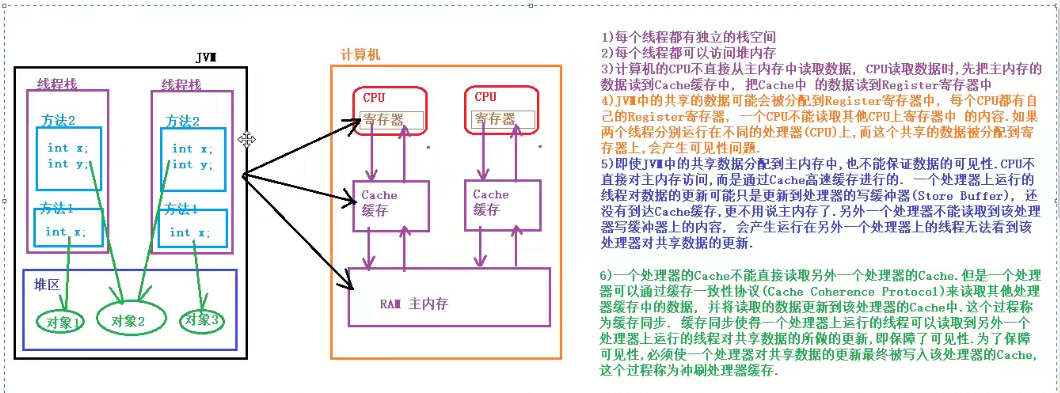 JVM
线程栈
线程栈
方法2
方法2
int x;
int y;
int x;
int y;
方法1
方法1
int x;
int x;
堆区
对象1
对象2
对象3
计算机
CPU
CPU
寄存器
寄存器
Cache
缓存
Cache
缓存
RAM 主内存
1)每个线程都有独立的栈空间
2)每个线程都可以访问堆内存
3)计算机的CPU不直接从主内存中读取数据, CPU读取数据时,先把主内存的
数据读到Cache缓存中, 把Cache中 的数据读到Register寄存器中
4)JVM中的共享的数据可能会被分配到Register寄存器中, 每个CPU都有自
己的Register寄存器, 一个CPU不能读取其他CPU上寄存器中 的内容.如果
两个线程分别运行在不同的处理器(CPU)上,而这个共享的数据被分配到寄
存器上,会产生可见性问题.
5)即使JVM中的共享数据分配到主内存中,也不能保证数据的可见性.CPU不
直接对主内存访问,而是通过Cache高速缓存进行的. 一个处理器上运行的
线程对数据的更新可能只是更新到处理器的写缓冲器(Store Buffer), 还
没有到达Cache缓存,更不用说主内存了.另外一个处理器不能读取到该处理
器写缓冲器上的内容, 会产生运行在另外一个处理器上的线程无法看到该
处理器对共享数据的更新.
6)一个处理器的Cache不能直接读取另外一个处理器的Cache.但是一个处理
器可以通过缓存一致性协议(Cache Coherence Protocol)来读取其他处理
器缓存中的数据, 并将读取的数据更新到该处理器的Cache中.这个过程称
为缓存同步. 缓存同步使得一个处理器上运行的线程可以读取到另外一个
处理器上运行的线程对共享数据的所做的更新,即保障了可见性.为了保障
可见性,必须使一个处理器对共享数据的更新最终被写入该处理器的Cache,
这个过程称为冲刷处理器缓存.